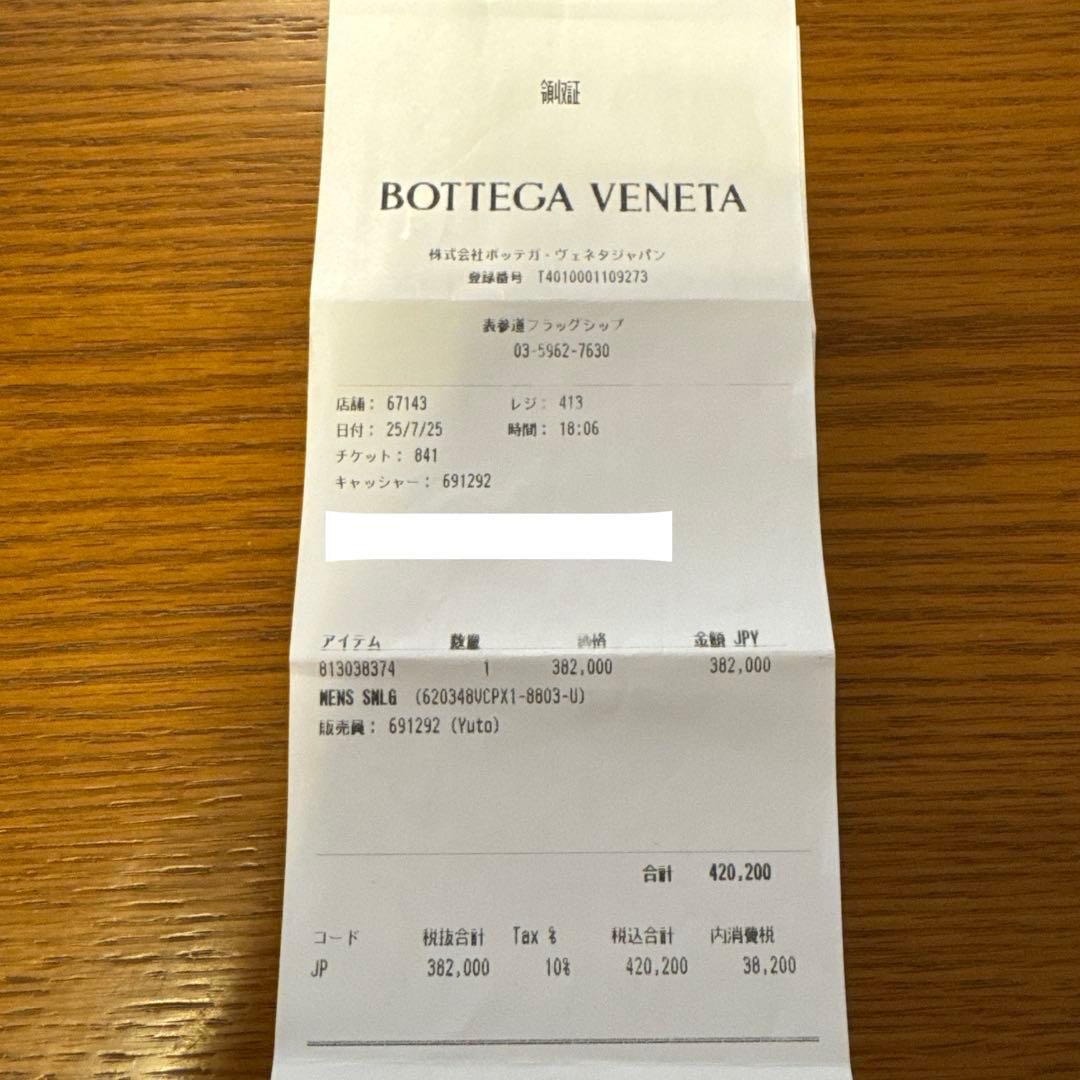 領収証
BOTTEGA VENETA
株式会社ボッテガ・ヴェネタジャパン
登録番号 T4010001109273
表参道フラッグシップ
03-5962-7630
店舗： 67143 レジ： 413
日付： 25/7/25 時間： 18:06
チケット： 841
キャッシャー： 691292
アイテム 数量 価格 金額 JPY
813038374 1 382,000 382,000
MENS SMLG (620348VCPX1-8803-U)
販売員： 691292 (Yuto)
合計 420,200
コード 税抜合計 Tax % 税込合計 内消費税
JP 382,000 10% 420,200 38,200